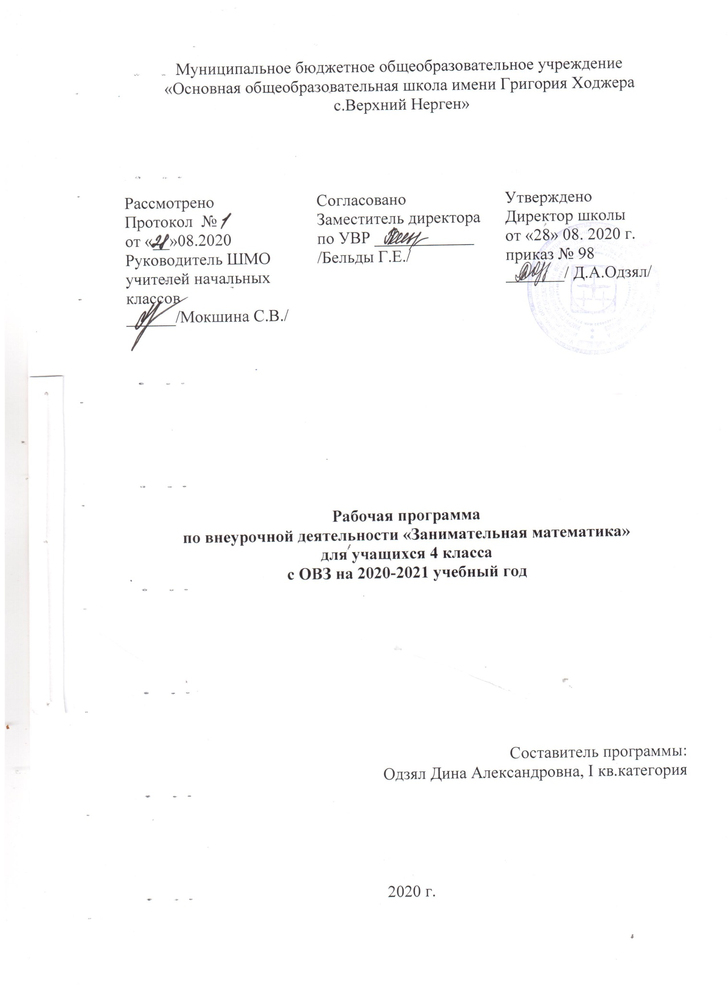 Муниципальное бюджетное общеобразовательное учреждение
«Основная общеобразовательная школа имени Григория Ходжера
с.Верхний Нерген»
Рассмотрено
Протокол № 1
от «28»08.2020
Руководитель ШМО
учителей начальных
классов
______/Мокшина С.В./
Согласовано
Заместитель директора
по УВР ____________
/Бельды Г.Е./
Утверждено
Директор школы
от «28» 08. 2020 г.
приказ № 98
_______/ Д.А.Одзял/
Рабочая программа
по внеурочной деятельности «Занимательная математика»
для учащихся 4 класса
с ОВЗ на 2020-2021 учебный год
Составитель программы:
Одзял Дина Александровна, I кв.категория
2020 г.